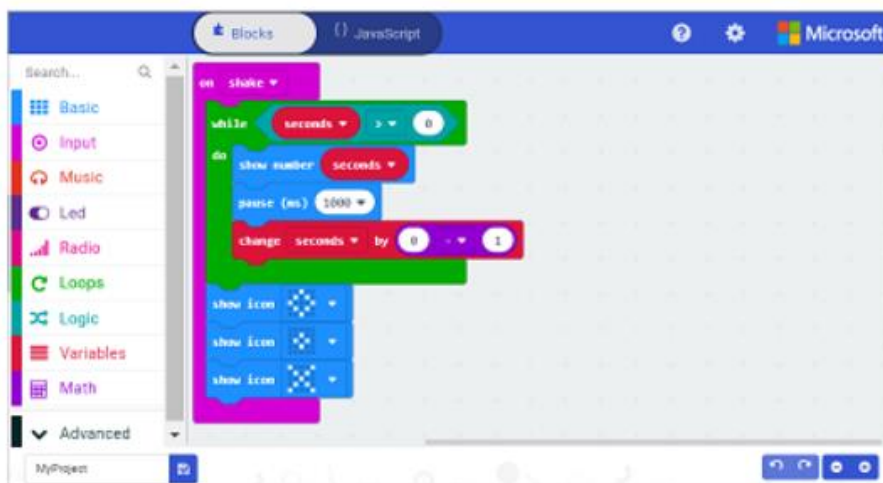 Blocks
{} JavaScript
Microsoft
Search...
Basic
Input
Music
Led
Radio
Loops
Logic
Variables
Math
Advanced
MyProject
on shake
while seconds > 0
do
show number seconds
pause (ms) 1000
change seconds by 0 - 1
show icon
show icon
show icon